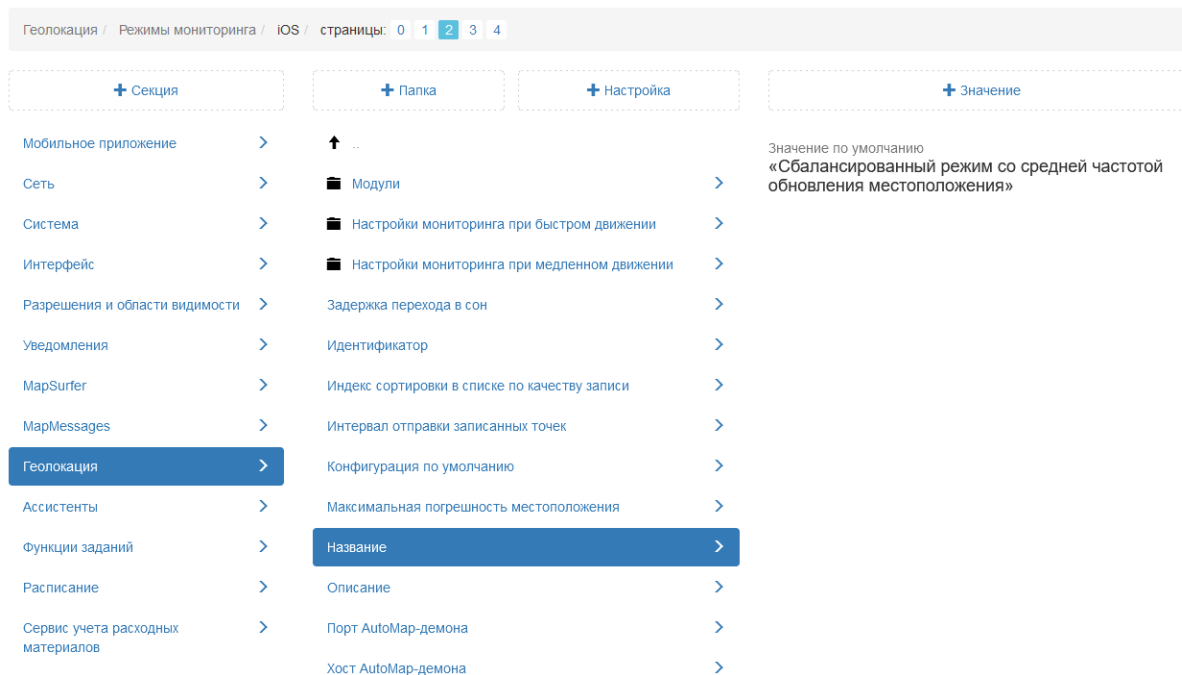 Геолокация / Режимы мониторинга / iOS / страницы: 0 1 2 3 4
+ Секция
Мобильное приложение
Сеть
Система
Интерфейс
Разрешения и области видимости
Уведомления
MapSurfer
MapMessages
Геолокация
Ассистенты
Функции заданий
Расписание
Сервис учета расходных
материалов
+ Папка
+ Настройка
..
Модули
Настройки мониторинга при быстром движении
Настройки мониторинга при медленном движении
Задержка перехода в сон
Идентификатор
Индекс сортировки в списке по качеству записи
Интервал отправки записанных точек
Конфигурация по умолчанию
Максимальная погрешность местоположения
Название
Описание
Порт AutoMap-демона
Хост AutoMap-демона
+ Значение
Значение по умолчанию
«Сбалансированный режим со средней частотой
обновления местоположения»